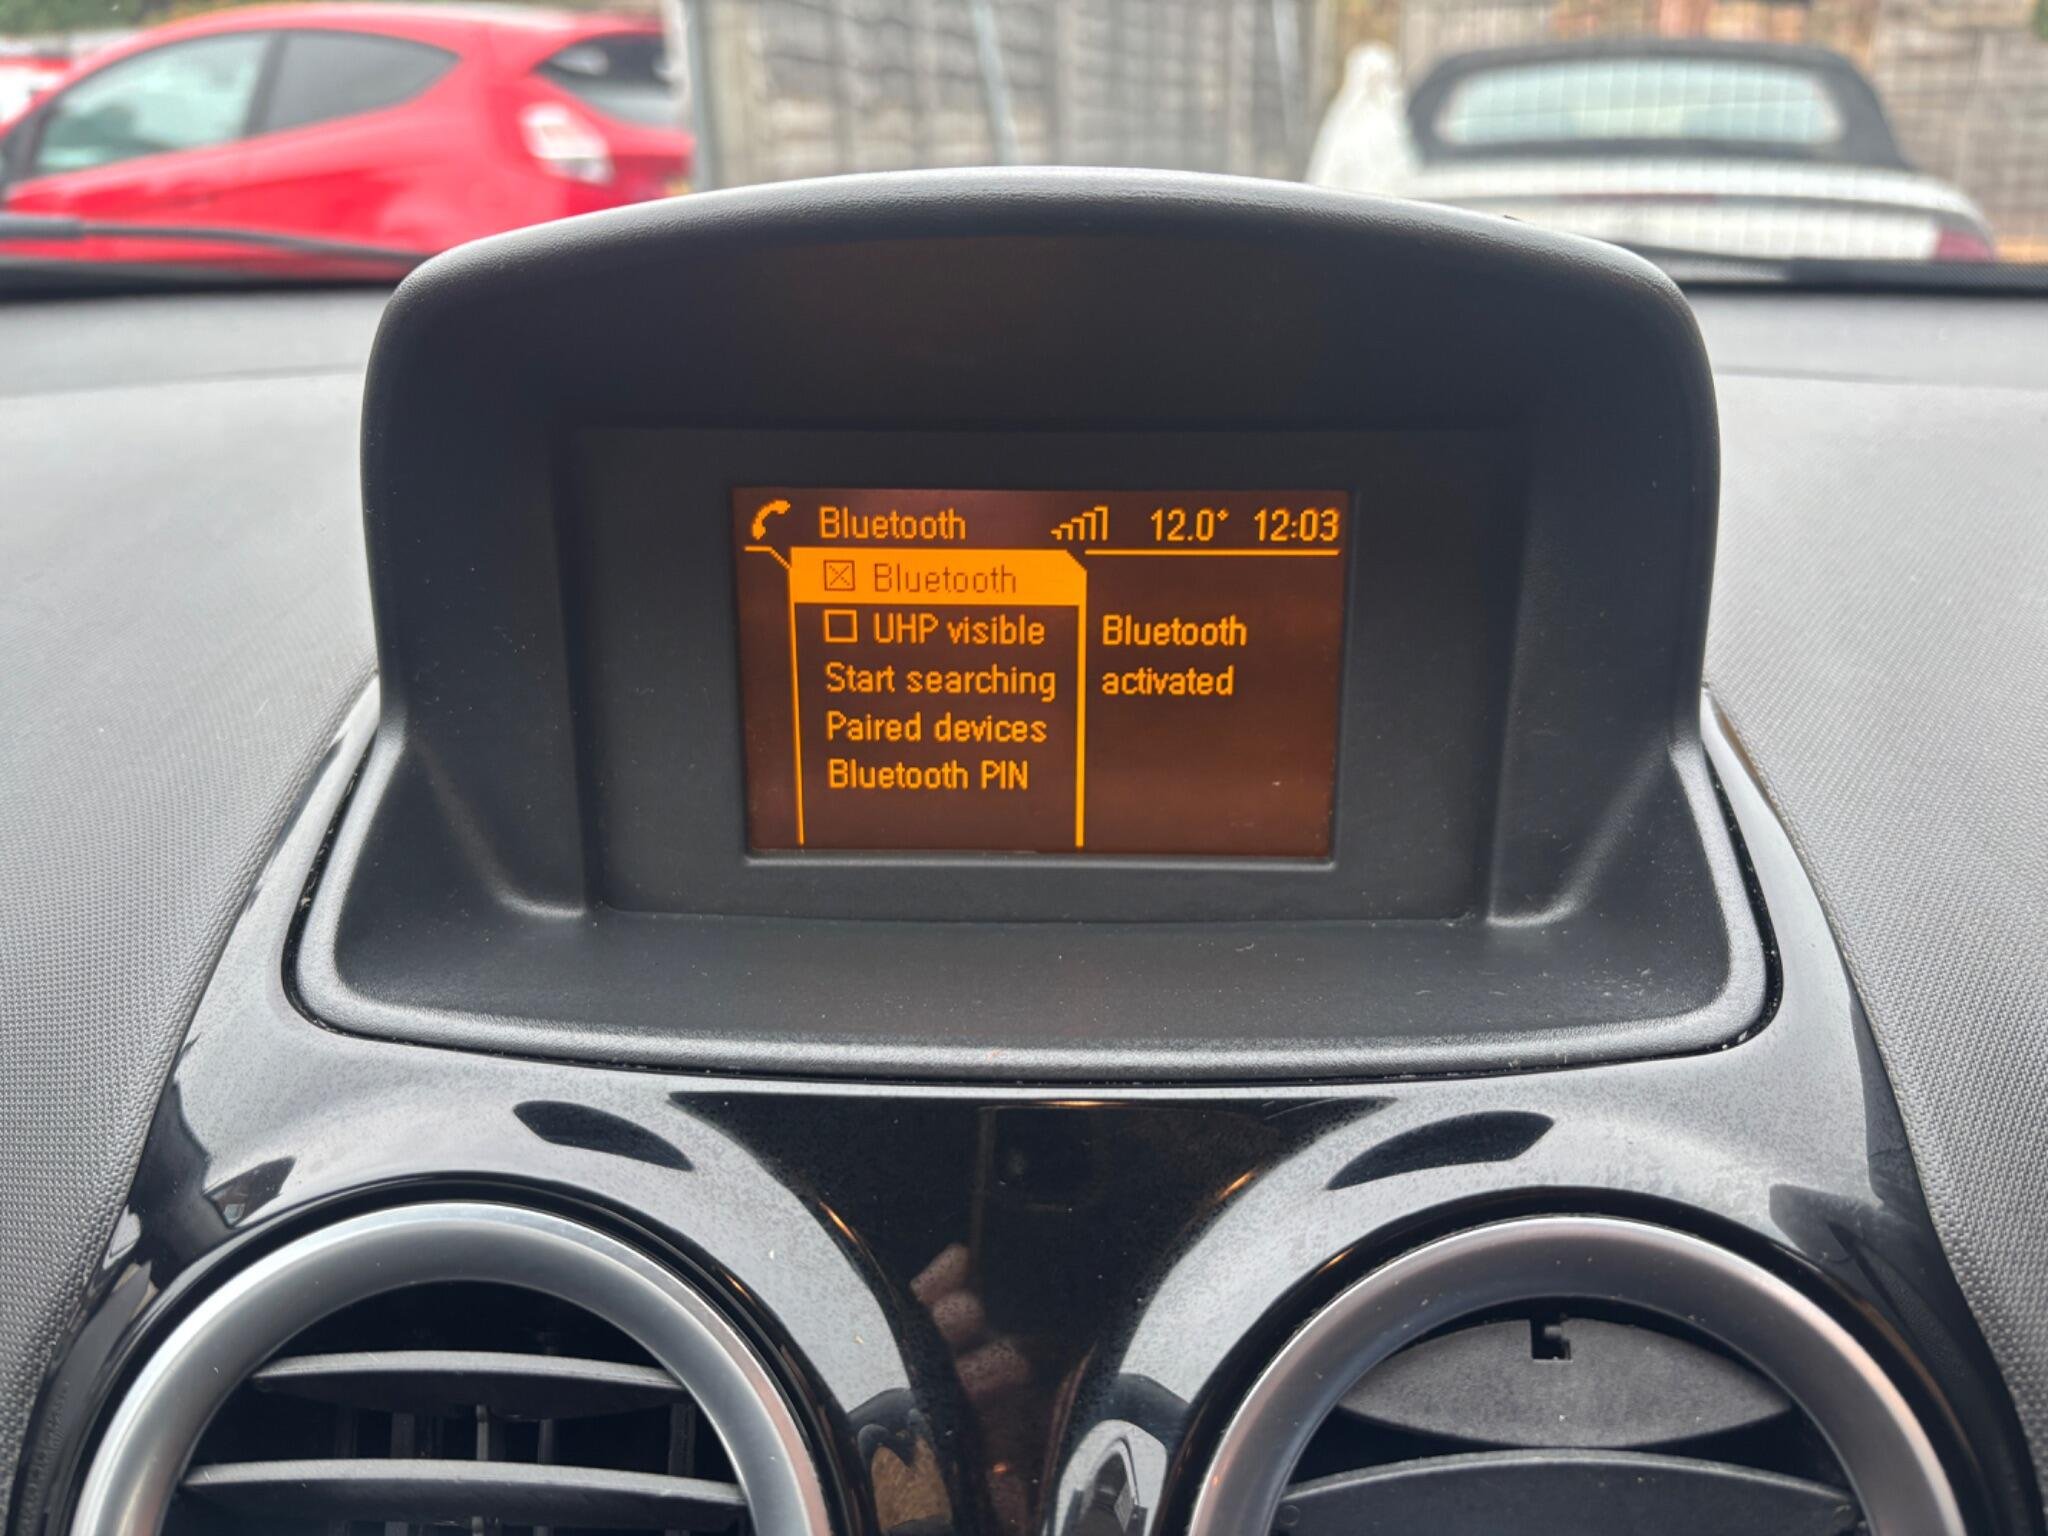 Bluetooth 12.0° 12:03
Bluetooth
UHP visible
Start searching
Paired devices
Bluetooth PIN
Bluetooth
activated